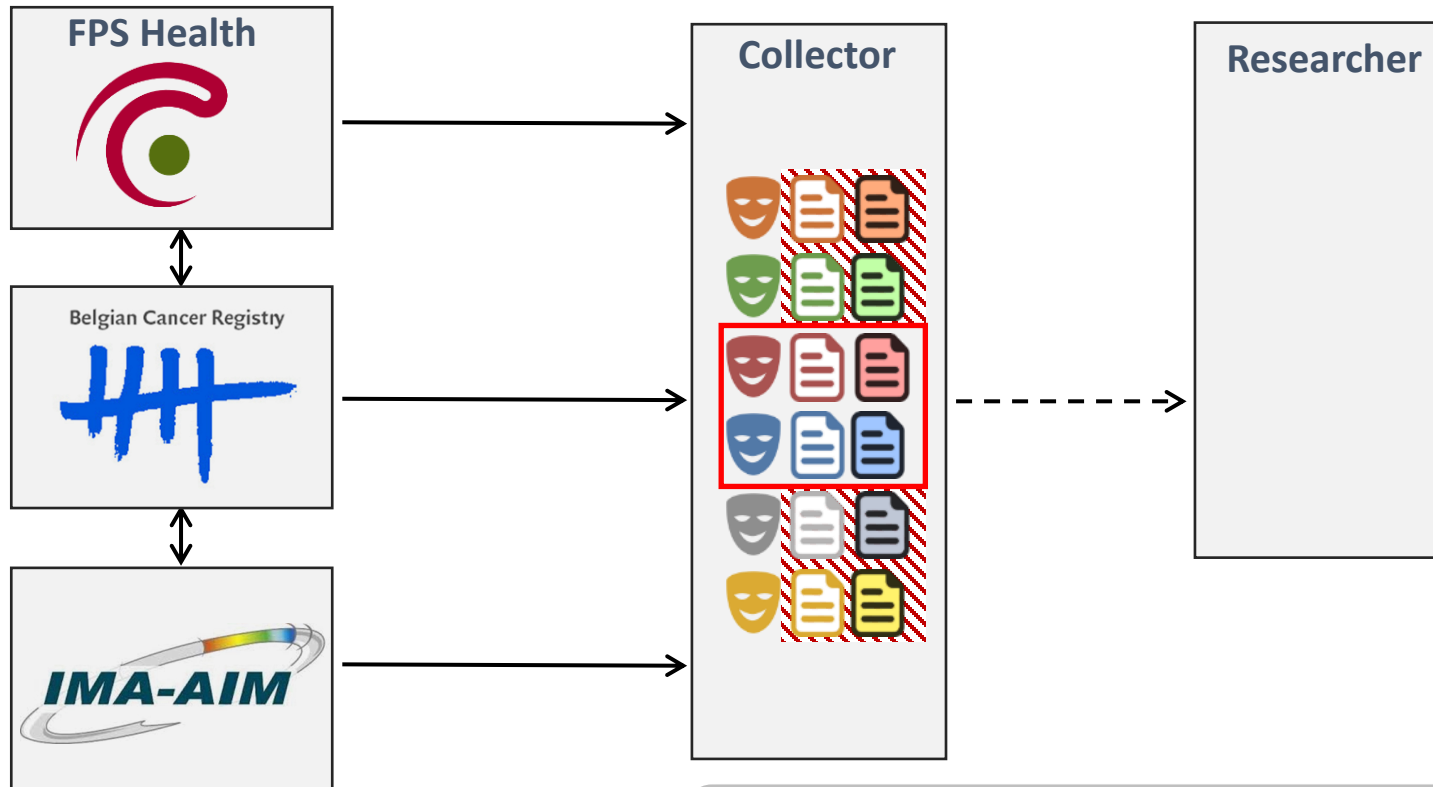 FPS Health
Collector
Researcher
Belgian Cancer Registry
IMA-AIM